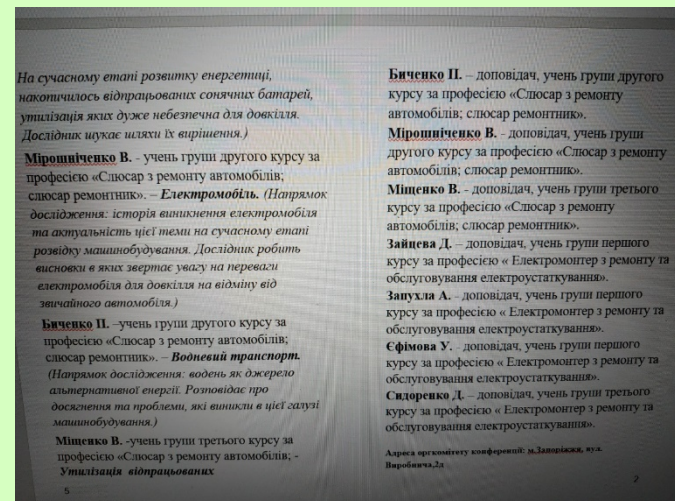 На сучасному етапі розвитку енергетиці,
накопичилось відпрацьованих сонячних батарей,
утилізація яких дуже небезпечна для довкілля.
Дослідник шукає шляхи їх вирішення.)
Мірошніченко В. - учень групи другого курсу за
професією «Слюсар з ремонту автомобілів;
слюсар ремонтник». – Електромобіль. (Напрямок
дослідження: історія виникнення електромобіля
та актуальність цієї теми на сучасному етапі
розвідку машинобудування. Дослідник робить
висновки в яких звертає увагу на переваги
електромобіля для довкілля на відміну від
звичайного автомобіля.)
Биченко П. –учень групи другого курсу за
професією «Слюсар з ремонту автомобілів;
слюсар ремонтник». – Водневий транспорт.
(Напрямок дослідження: водень як джерело
альтернативної енергії. Розповідає про
досягнення та проблеми, які виникли в цієї галузі
машинобудування.)
Міщенко В. -учень групи третього курсу за
професією «Слюсар з ремонту автомобілів; -
Утилізація відпрацьованих
5
Биченко П. – доповідач, учень групи другого
курсу за професією «Слюсар з ремонту
автомобілів; слюсар ремонтник».
Мірошніченко В. - доповідач, учень групи
другого курсу за професією «Слюсар з ремонту
автомобілів; слюсар ремонтник».
Міщенко В. - доповідач, учень групи третього
курсу за професією «Слюсар з ремонту
автомобілів; слюсар ремонтник».
Зайцева Д. – доповідач, учень групи першого
курсу за професією « Електромонтер з ремонту та
обслуговування електроустаткування».
Запухла А. - доповідач, учень групи першого
курсу за професією « Електромонтер з ремонту та
обслуговування електроустаткування».
Єфімова У. - доповідач, учень групи першого
курсу за професією « Електромонтер з ремонту та
обслуговування електроустаткування».
Сидоренко Д. – доповідач, учень групи третього
курсу за професією « Електромонтер з ремонту та
обслуговування електроустаткування».
Адреса оргкомітету конференції: м.Запоріжжя, вул.
Виробнича,2д
2